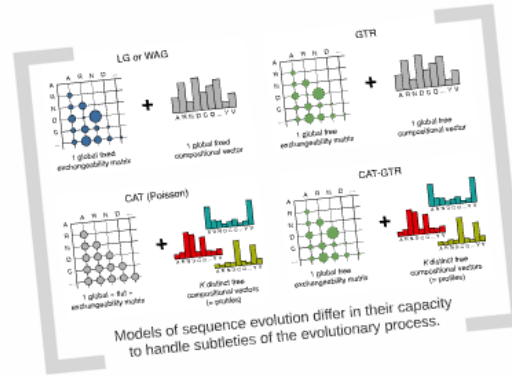 LG or WAG
A R N D ...
A
R
N
D
G
+
A R N D C Q ... Y V
1 global fixed
exchangeability matrix
1 global fixed
compositional vector
GTR
A R N D ...
A
R
N
D
G
+
A R N D C Q ... Y V
1 global free
exchangeability matrix
1 global free
compositional vector
CAT (Poisson)
A R N D ...
A
R
N
D
G
+
1 global « flat »
exchangeability matrix
K distinct free
compositional vectors
(= profiles)
CAT-GTR
A R N D ...
A
R
N
D
G
+
1 global free
exchangeability matrix
K distinct free
compositional vectors
(= profiles)
Models of sequence evolution differ in their capacity
to handle subtleties of the evolutionary process.